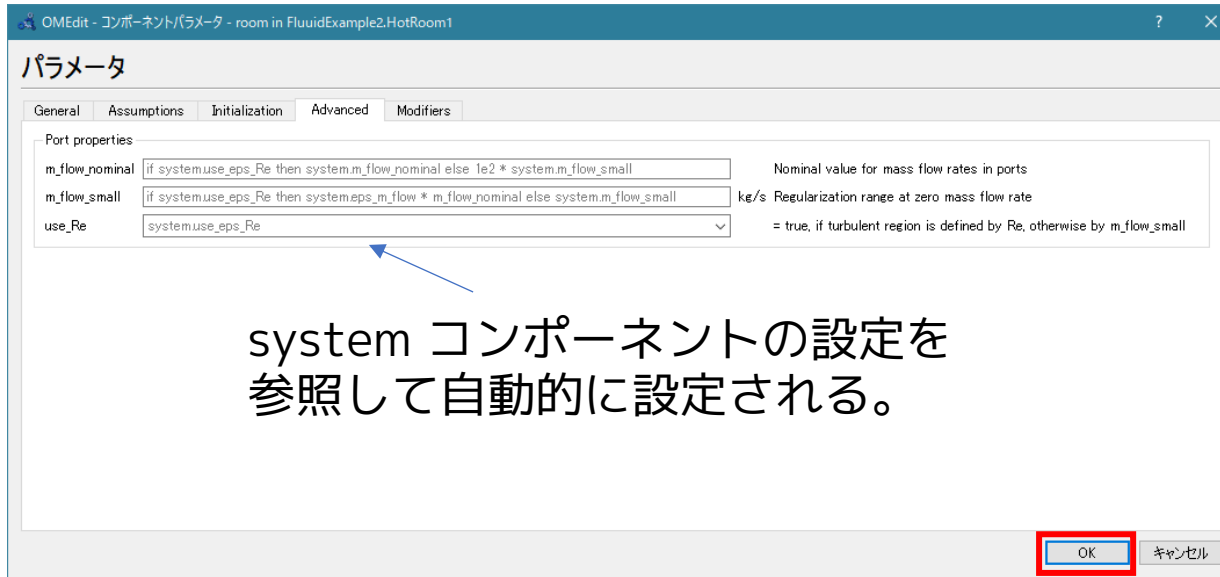 OMEdit - コンポーネントパラメータ - room in FluuidExample2.HotRoom1 ? ×
パラメータ
General Assumptions Initialization Advanced Modifiers
Port properties
m_flow_nominal if system.use_eps_Re then system.m_flow_nominal else 1e2 * system.m_flow_small Nominal value for mass flow rates in ports
m_flow_small if system.use_eps_Re then system.eps_m_flow * m_flow_nominal else system.m_flow_small kg/s Regularization range at zero mass flow rate
use_Re system.use_eps_Re = true, if turbulent region is defined by Re, otherwise by m_flow_small
system コンポーネントの設定を
参照して自動的に設定される。
OK キャンセル